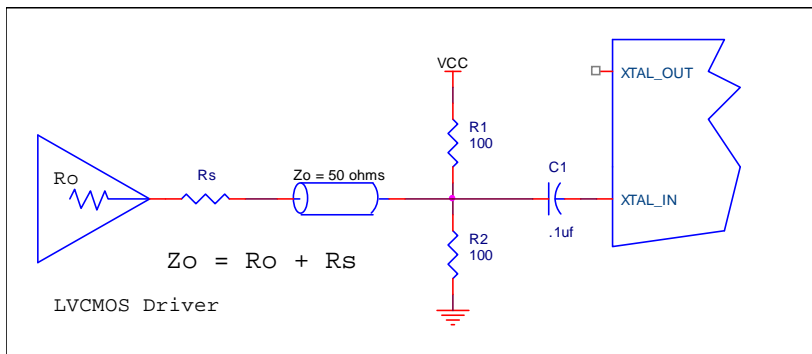 VCC
XTAL_OUT
R1
100
Ro
Rs
Zo = 50 ohms
C1
XTAL_IN
.1uf
R2
100
Zo = Ro + Rs
LVCMOS Driver